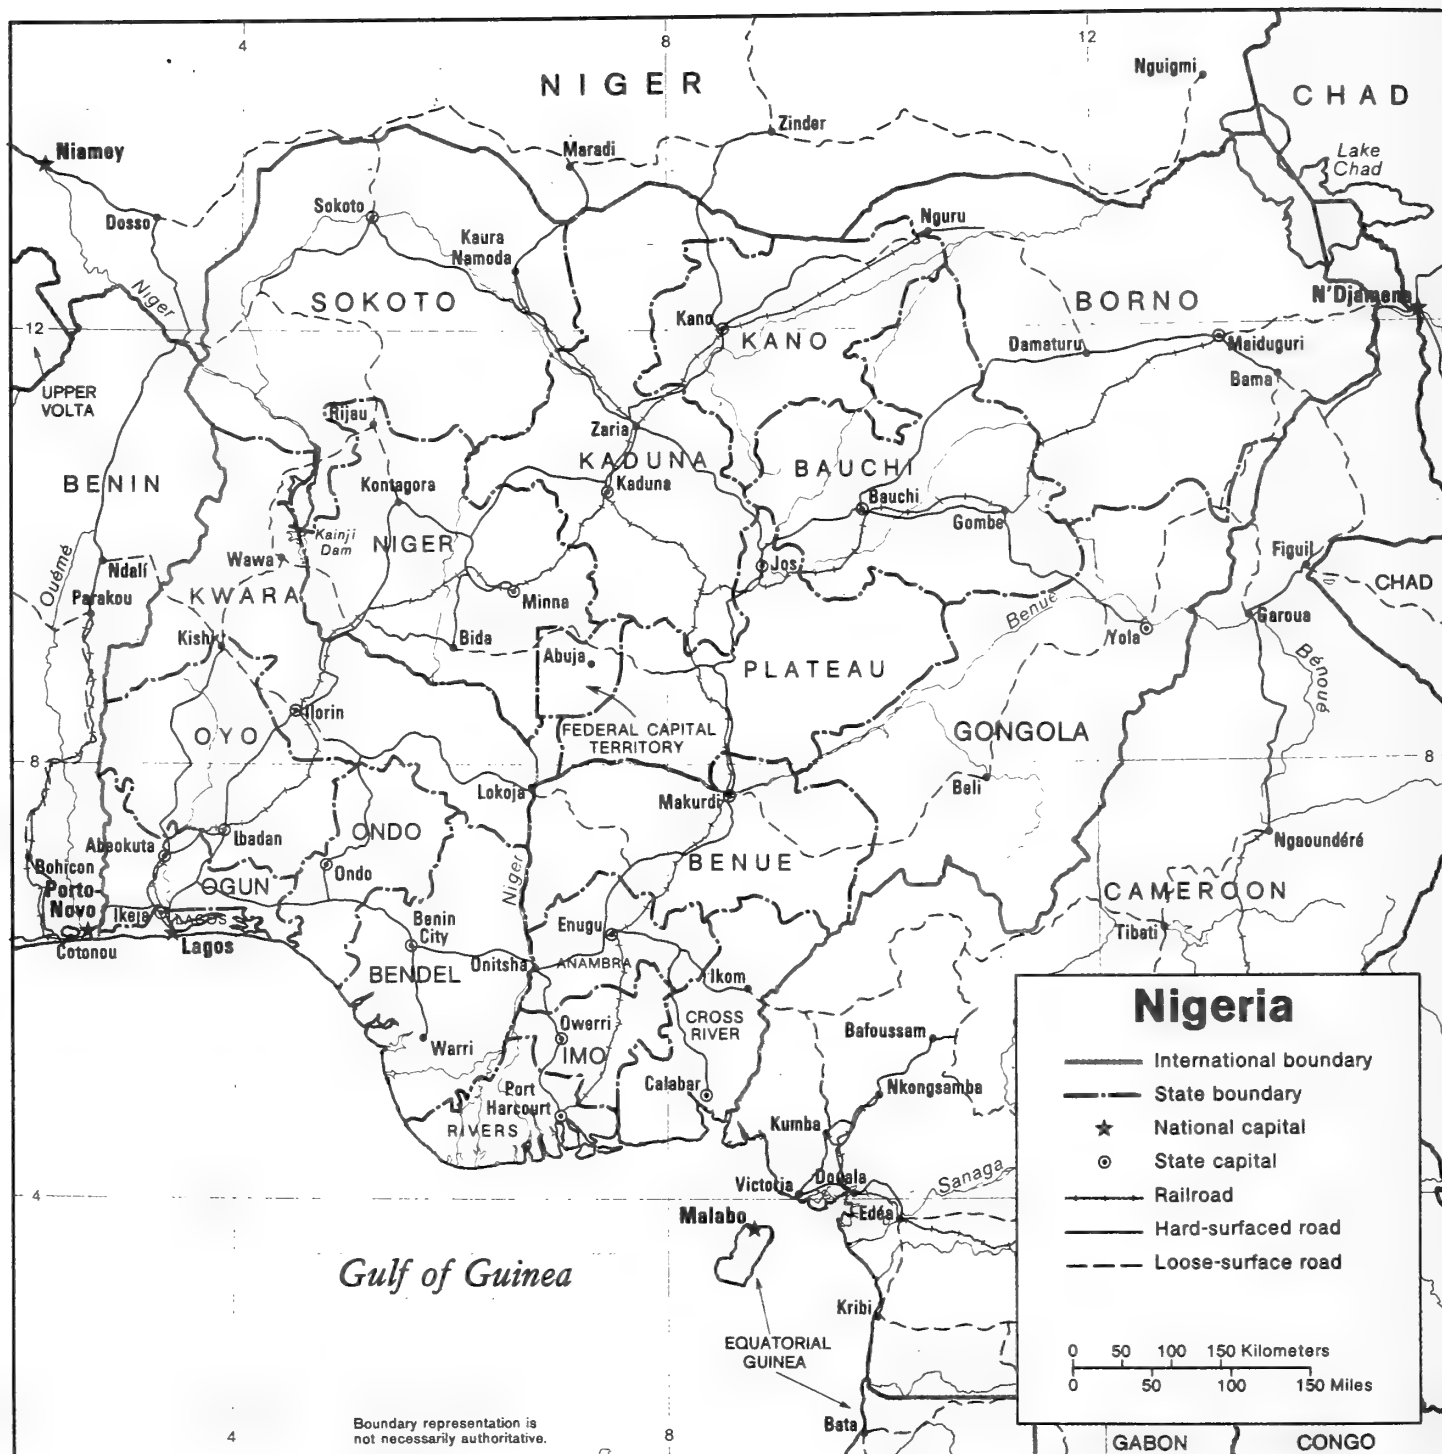 4
8
12
NIGER
Nguigmi
CHAD
Zinder
Niamey
Maradi
Lake
Chad
Sokoto
Dosso
Nguru
Kaura
Namoda
Niger
SOKOTO
BORNO
N'Djamena
12
Kano
KANO
Damaturu
Maiduguri
Bama
UPPER
VOLTA
Rijau
Zaria
KADUNA
BAUCHI
BENIN
Kaduna
Kontagora
Bauchi
Gombe
Kainji
Dam
NIGER
Ouémé
Wawa
Figuil
Ndali
Jos
CHAD
KWARA
Parakou
Minna
Benue
Garoua
Kishi
Bida
Yola
Abuja
PLATEAU
Bénoué
Ilorin
OYO
FEDERAL CAPITAL
TERRITORY
GONGOLA
8
8
Lokoja
Makurdi
Beli
Abeokuta
Ibadan
ONDO
Ngaoundéré
Bohicon
Ondo
BENUE
Niger
OGUN
CAMEROON
Porto-
Novo
Ikeja
LAGOS
Benin
City
Enugu
Tibati
Cotonou
Lagos
Onitsha
ANAMBRA
BENDEL
Ikom
Owerri
CROSS
RIVER
Bafoussam
Warri
IMO
Port
Harcourt
Calabar
Nkongsamba
RIVERS
Kumba
Victoria
Douala
Sanaga
4
Malabo
Edéa
Gulf of Guinea
Kribi
EQUATORIAL
GUINEA
Bata
Boundary representation is
not necessarily authoritative.
4
8
GABON
CONGO
Nigeria
International boundary
State boundary
National capital
State capital
Railroad
Hard-surfaced road
Loose-surface road
0 50 100 150 Kilometers
0 50 100 150 Miles